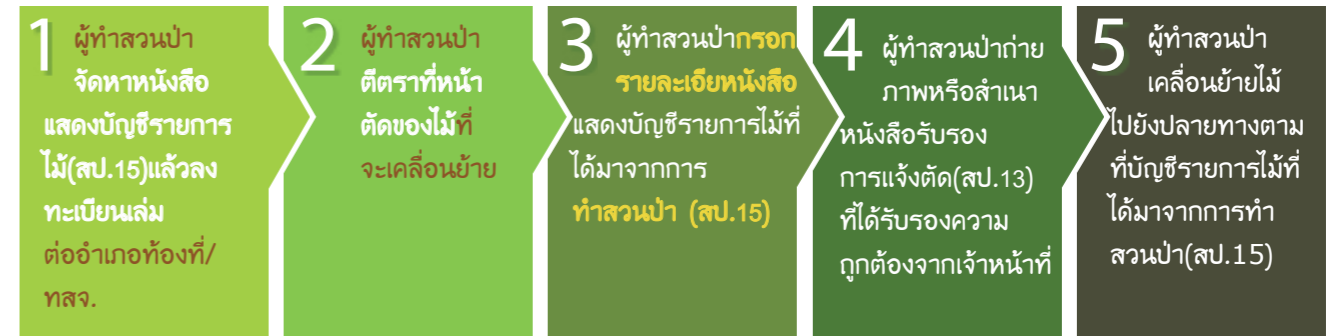 1 ผู้ทำสวนป่า
จัดหาหนังสือ
แสดงบัญชีรายการ
ไม้(สป.15)แล้วลง
ทะเบียนเล่ม
ต่ออำเภอท้องที่/
ทสจ.
2 ผู้ทำสวนป่า
ตีตราที่หน้า
ตัดของไม้ที่
จะเคลื่อนย้าย
3 ผู้ทำสวนป่ากรอก
รายละเอียหนังสือ
แสดงบัญชีรายการไม้ที่
ได้มาจากการ
ทำสวนป่า (สป.15)
4 ผู้ทำสวนป่าถ่าย
ภาพหรือสำเนา
หนังสือรับรอง
การแจ้งตัด(สป.13)
ที่ได้รับรองความ
ถูกต้องจากเจ้าหน้าที่
5 ผู้ทำสวนป่า
เคลื่อนย้ายไม้
ไปยังปลายทางตาม
ที่บัญชีรายการไม้ที่
ได้มาจากการทำ
สวนป่า(สป.15)